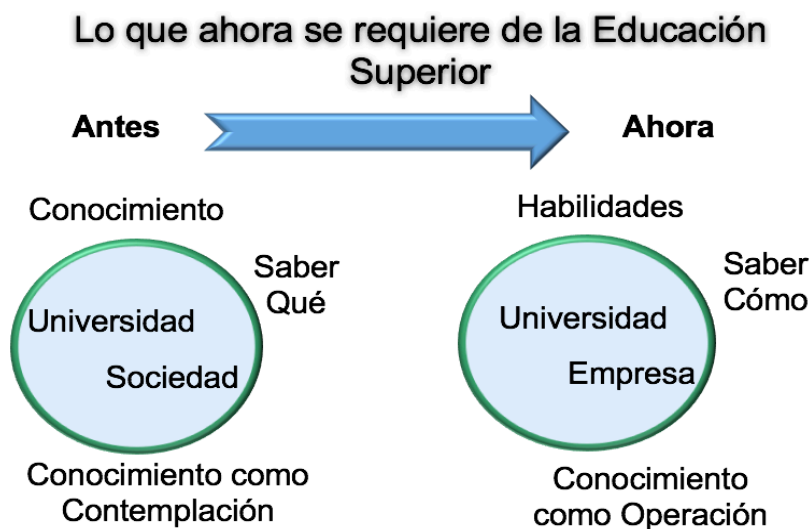 Lo que ahora se requiere de la Educación
Superior
Antes
Ahora
Conocimiento
Saber
Qué
Universidad
Sociedad
Conocimiento como
Contemplación
Habilidades
Saber
Cómo
Universidad
Empresa
Conocimiento
como Operación